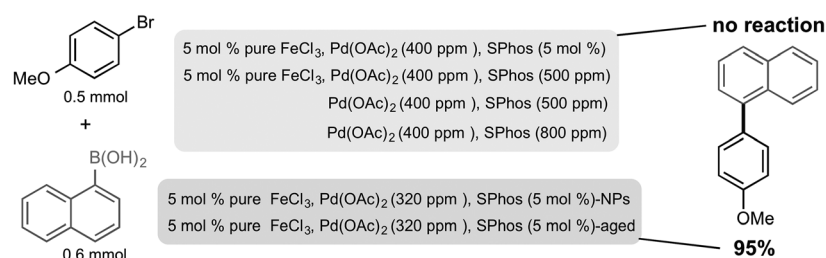 Br
MeO
0.5 mmol
+
B(OH)2
0.6 mmol
5 mol % pure FeCl3, Pd(OAc)2 (400 ppm ), SPhos (5 mol %)
5 mol % pure FeCl3, Pd(OAc)2 (400 ppm ), SPhos (500 ppm)
Pd(OAc)2 (400 ppm ), SPhos (500 ppm)
Pd(OAc)2 (400 ppm ), SPhos (800 ppm)
5 mol % pure FeCl3, Pd(OAc)2 (320 ppm ), SPhos (5 mol %)-NPs
5 mol % pure FeCl3, Pd(OAc)2 (320 ppm ), SPhos (5 mol %)-aged
no reaction
OMe
95%